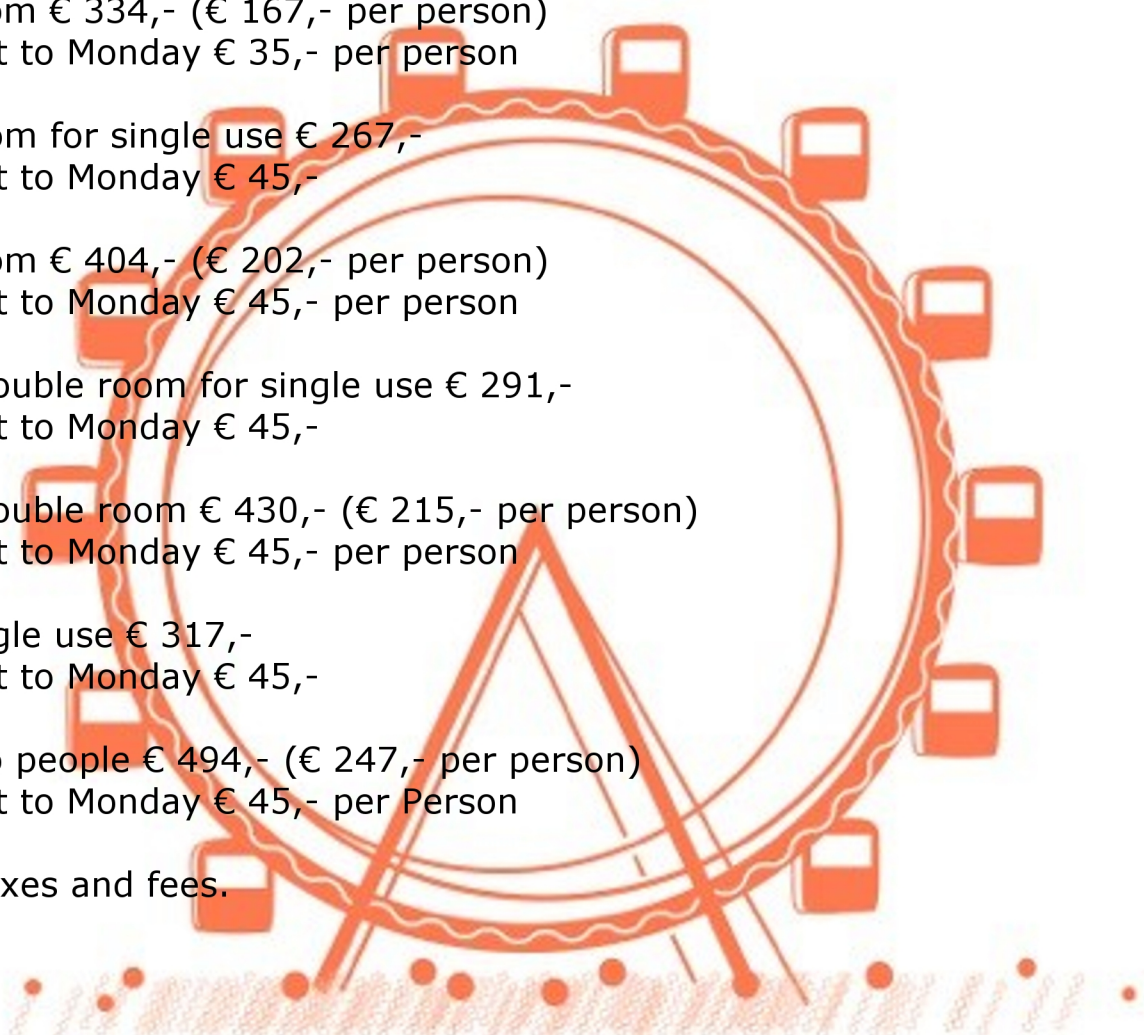 om € 334,- (€ 167,- per person)
t to Monday € 35,- per person
om for single use € 267,-
t to Monday € 45,-
om € 404,- (€ 202,- per person)
t to Monday € 45,- per person
ouble room for single use € 291,-
t to Monday € 45,-
ouble room € 430,- (€ 215,- per person)
t to Monday € 45,- per person
gle use € 317,-
t to Monday € 45,-
o people € 494,- (€ 247,- per person)
t to Monday € 45,- per Person
xes and fees.